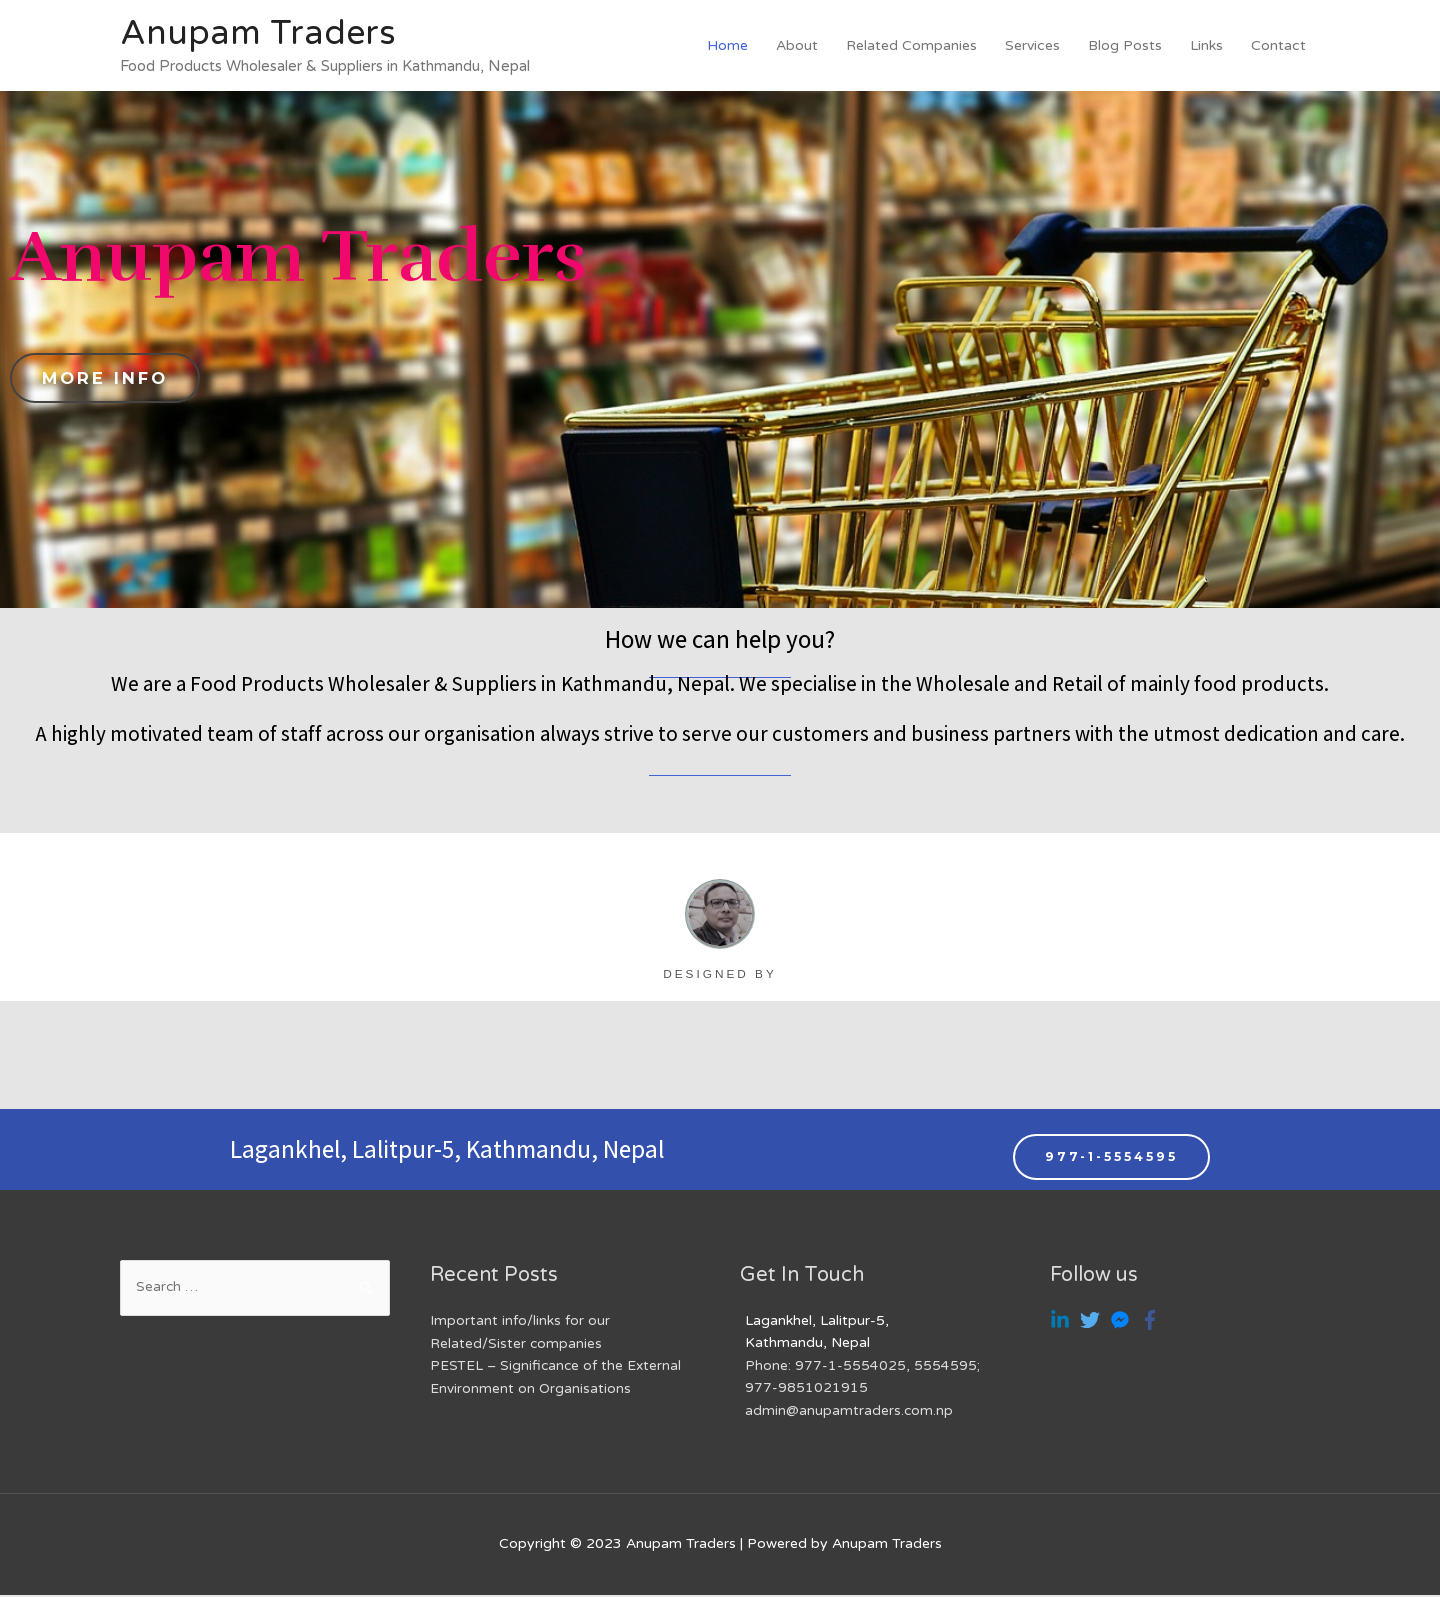 Anupam Traders
Food Products Wholesaler & Suppliers in Kathmandu, Nepal
Home About Related Companies Services Blog Posts Links Contact
Anupam Traders
MORE INFO
How we can help you?
We are a Food Products Wholesaler & Suppliers in Kathmandu, Nepal. We specialise in the Wholesale and Retail of mainly food products.
A highly motivated team of staff across our organisation always strive to serve our customers and business partners with the utmost dedication and care.
DESIGNED BY
Lagankhel, Lalitpur-5, Kathmandu, Nepal
977-1-5554595
Search …
Recent Posts
Important info/links for our
Related/Sister companies
PESTEL – Significance of the External
Environment on Organisations
Get In Touch
Lagankhel, Lalitpur-5,
Kathmandu, Nepal
Phone: 977-1-5554025, 5554595;
977-9851021915
admin@anupamtraders.com.np
Follow us
Copyright © 2023 Anupam Traders | Powered by Anupam Traders